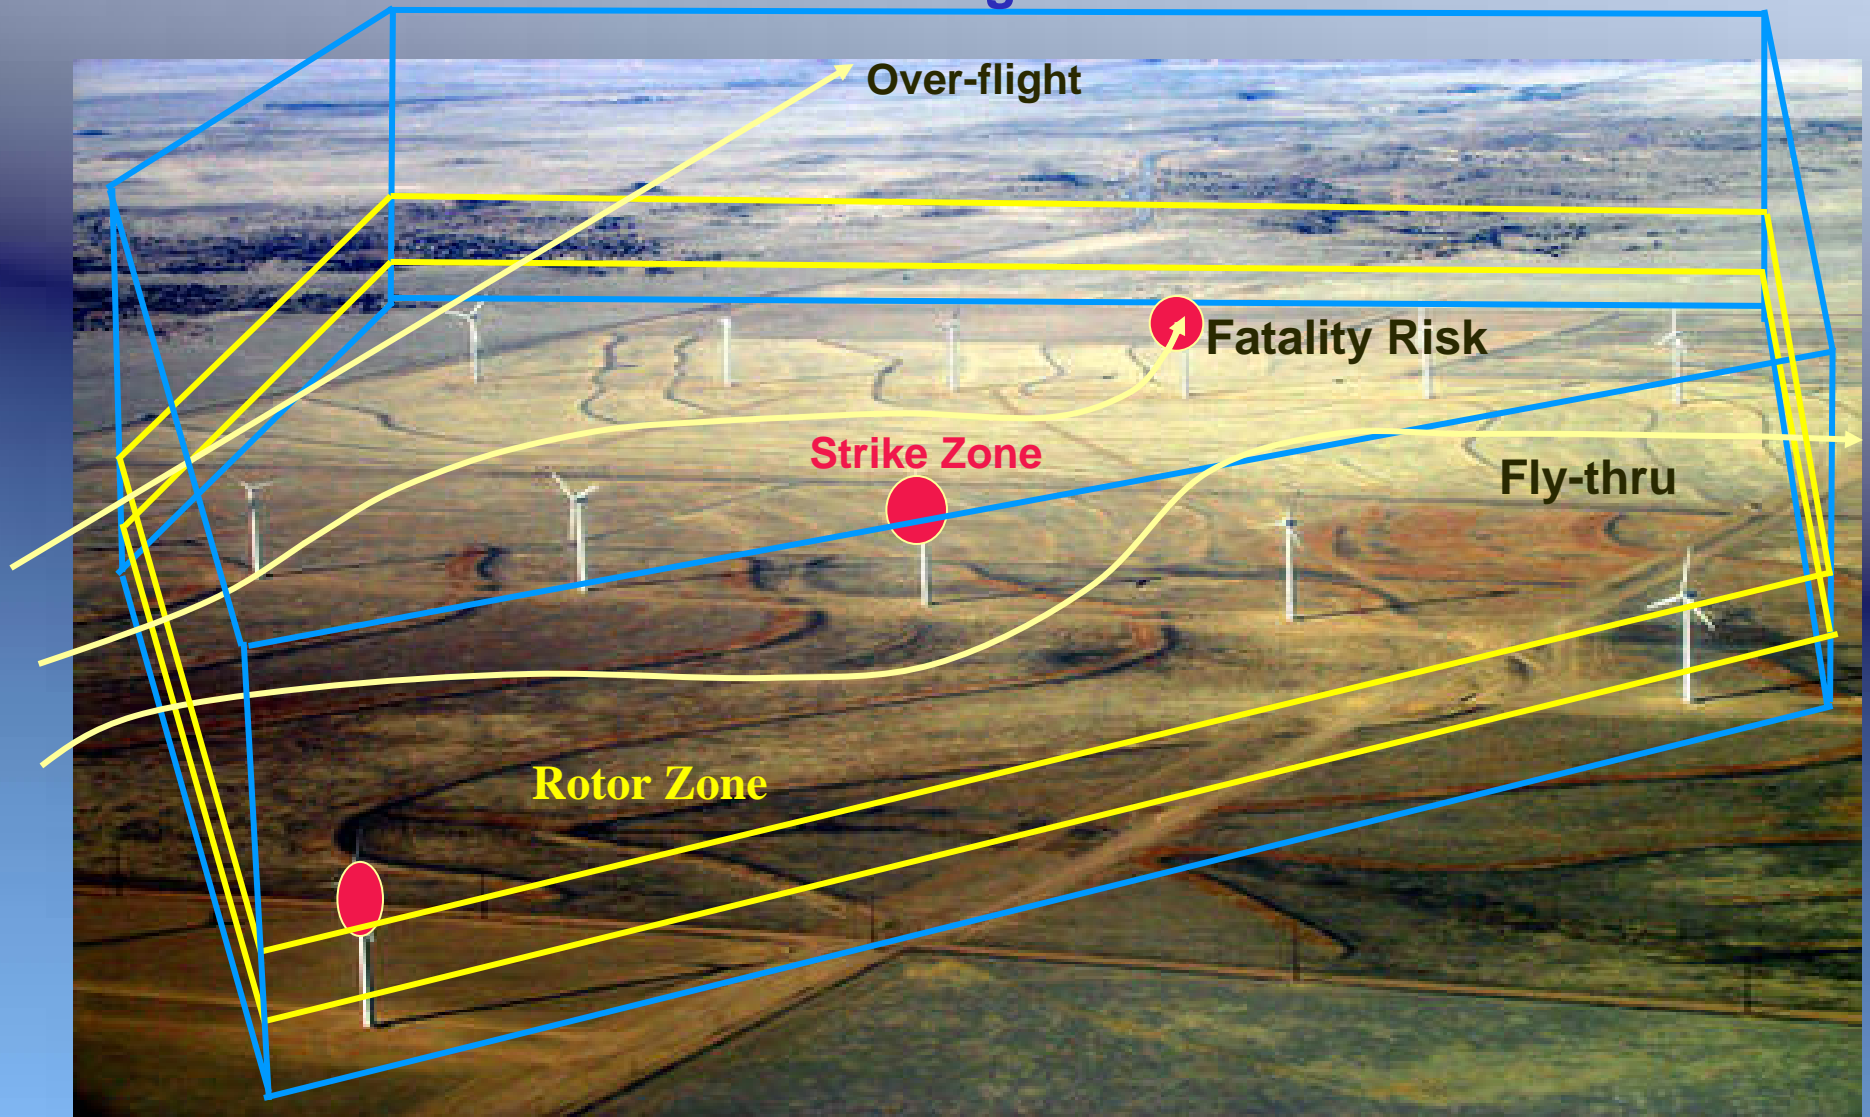 Over-flight
Fatality Risk
Strike Zone
Fly-thru
Rotor Zone